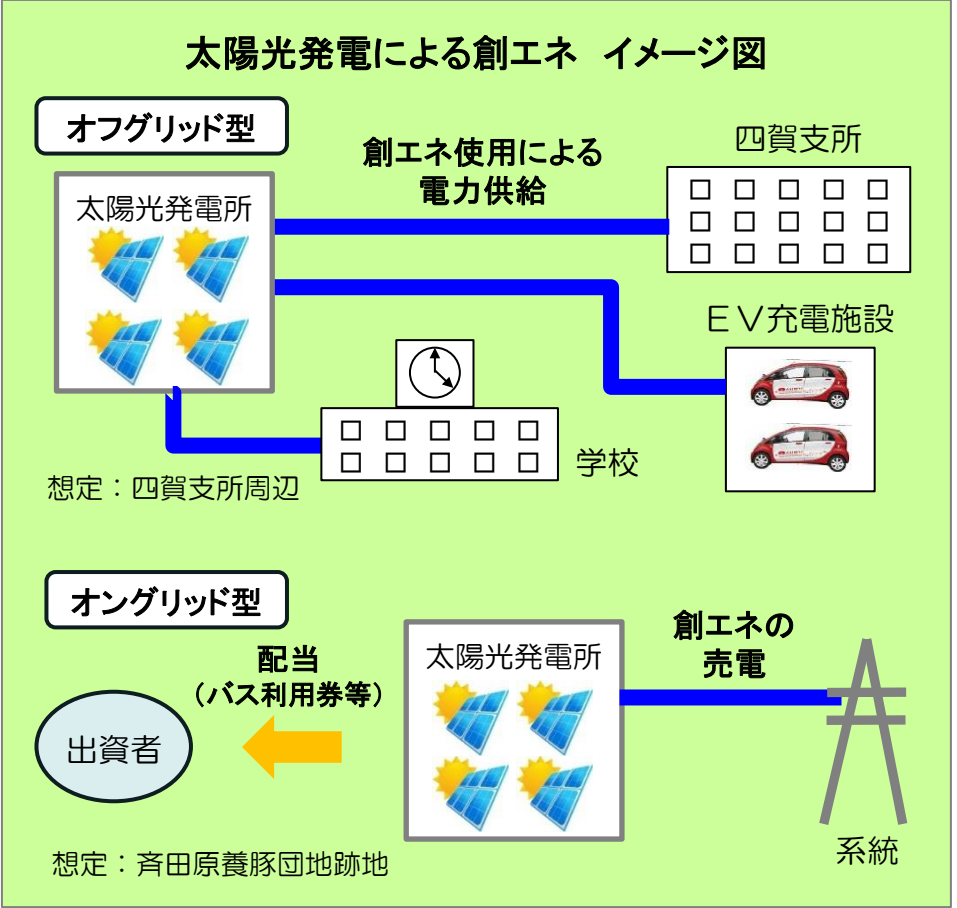 太陽光発電による創エネ　イメージ図
オフグリッド型
創エネ使用による
電力供給
四賀支所
太陽光発電所
ＥＶ充電施設
学校
想定：四賀支所周辺
オングリッド型
創エネの
売電
配当
（バス利用券等）
太陽光発電所
出資者
系統
想定：斉田原養豚団地跡地